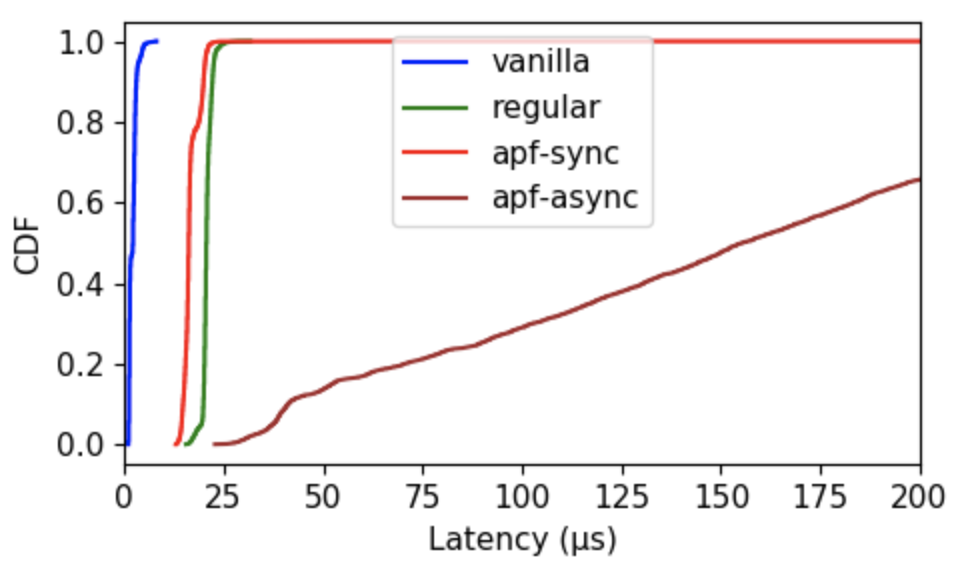 1.0
0.8
0.6
0.4
0.2
0.0
CDF
vanilla
regular
apf-sync
apf-async
0 25 50 75 100 125 150 175 200
Latency (μs)